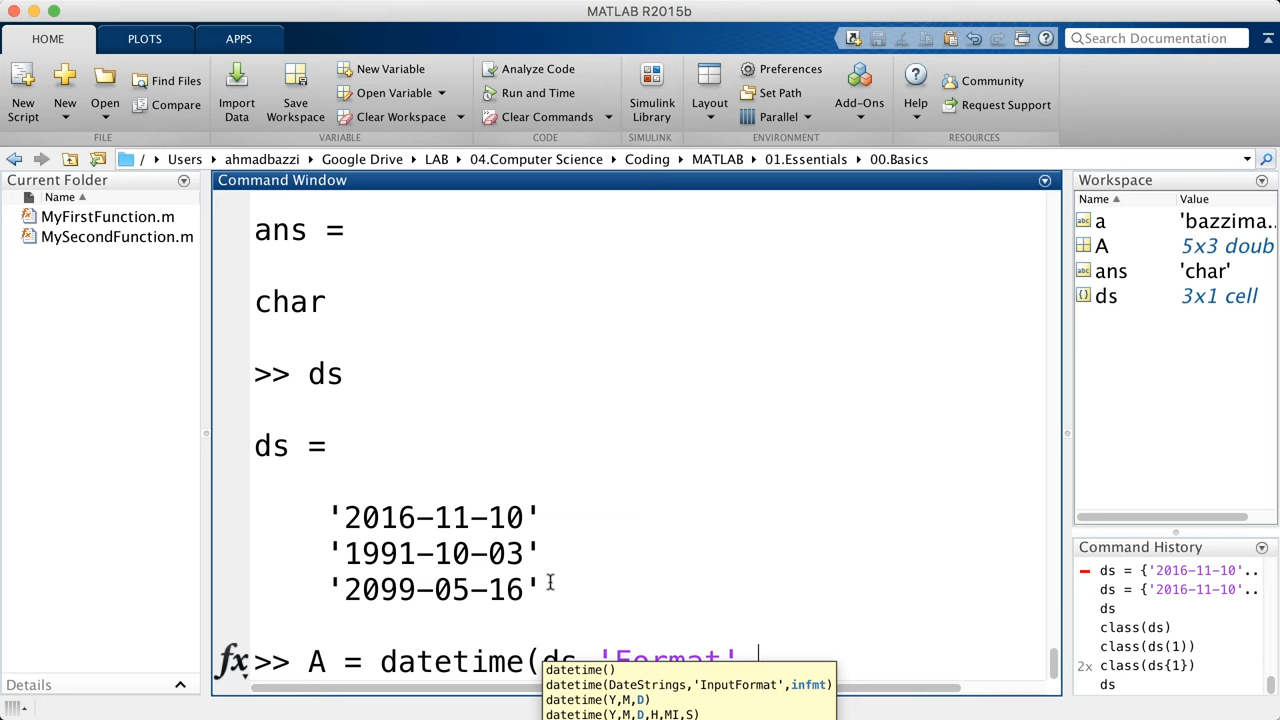 MATLAB R2015b
HOME PLOTS APPS
Search Documentation
New Script
New
Open
Find Files
Compare
Import Data
Save Workspace
New Variable
Open Variable
Clear Workspace
Analyze Code
Run and Time
Clear Commands
Simulink Library
Layout
Preferences
Set Path
Parallel
Add-Ons
Help
Community
Request Support
FILE VARIABLE CODE SIMULINK ENVIRONMENT RESOURCES
/ Users ahmadbazzi Google Drive LAB 04.Computer Science Coding MATLAB 01.Essentials 00.Basics
Current Folder
Name
MyFirstFunction.m
MySecondFunction.m
Details
Command Window
ans =
char
>> ds
ds =
'2016-11-10'
'1991-10-03'
'2099-05-16'
fx >> A = datetime(ds,'Format',
datetime()
datetime(DateStrings,'InputFormat',infmt)
datetime(Y,M,D)
datetime(Y,M,D,H,MI,S)
Workspace
Name Value
a 'bazzima...
A 5x3 doub
ans 'char'
ds 3x1 cell
Command History
ds = {'2016-11-10'..
ds = {'2016-11-10'..
ds
class(ds)
class(ds(1))
2x class(ds{1})
ds